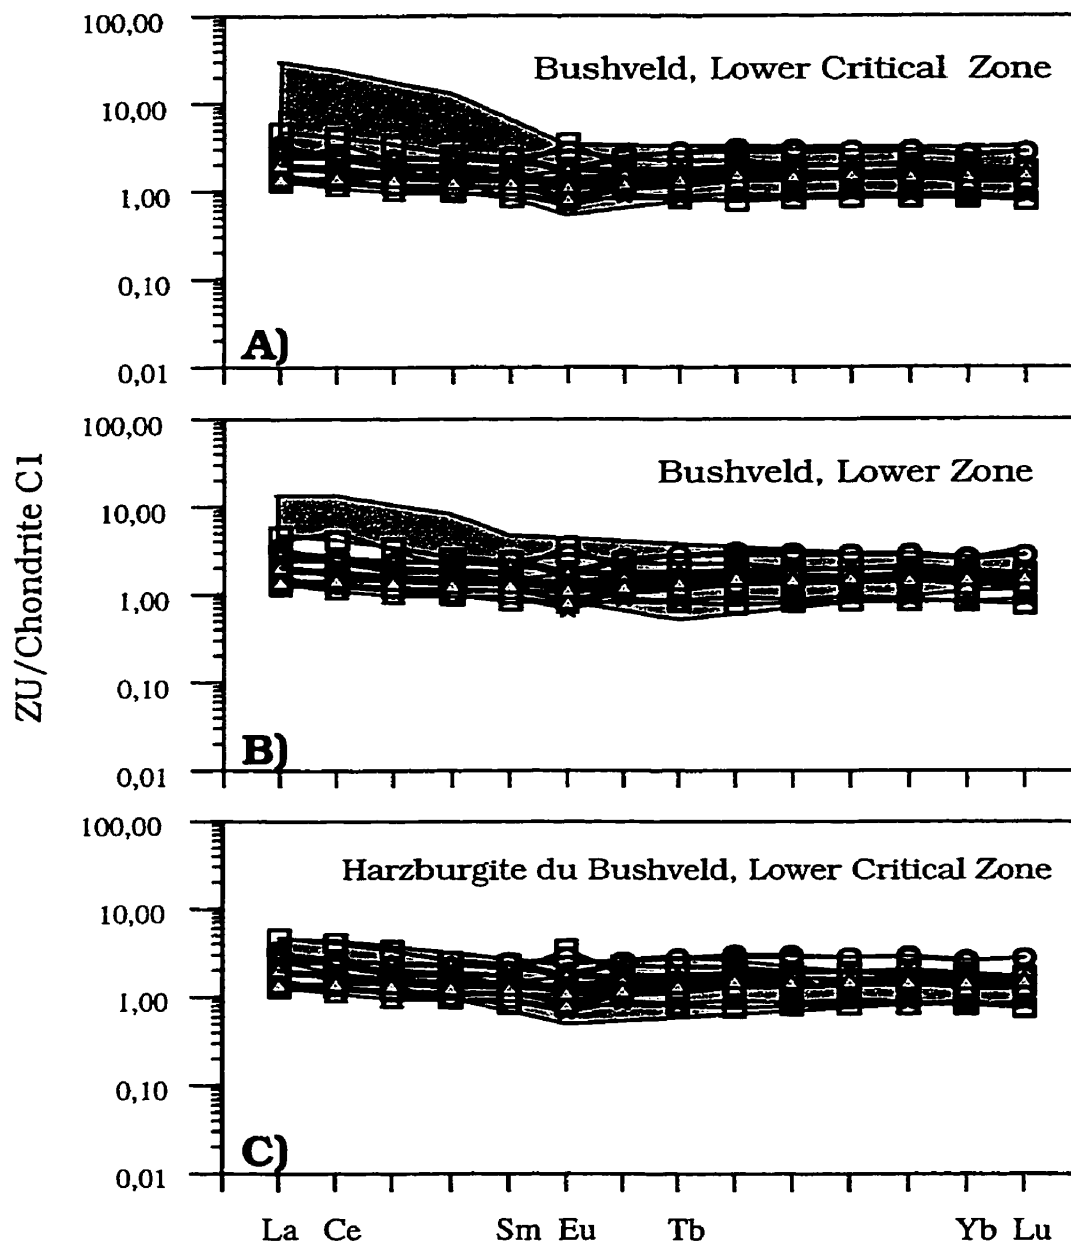 ZU/Chondrite C1
100,00
Bushveld, Lower Critical Zone
10,00
1,00
0,10
A)
0,01
100,00
Bushveld, Lower Zone
10,00
1,00
0,10
B)
0,01
100,00
Harzburgite du Bushveld, Lower Critical Zone
10,00
1,00
0,10
C)
0,01
La Ce Sm Eu Tb Yb Lu